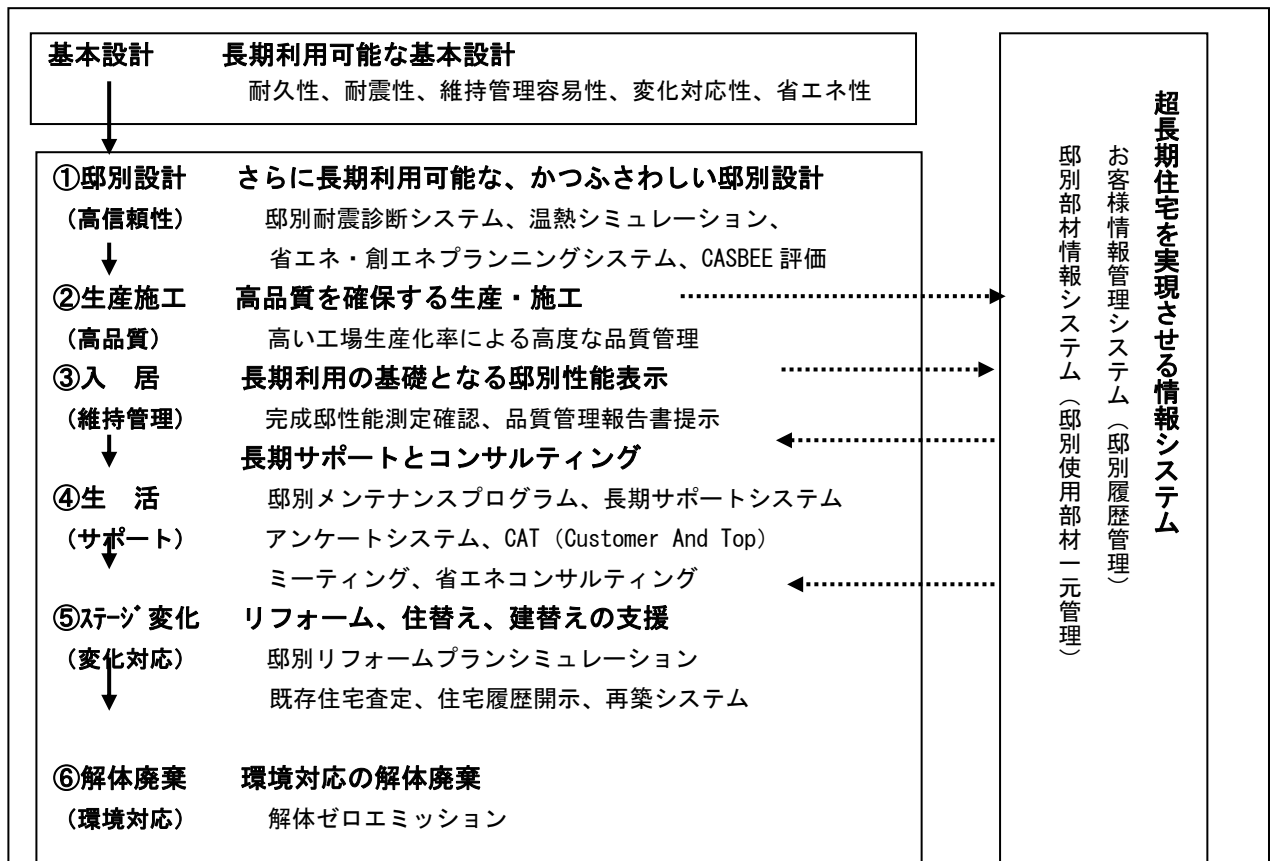 基本設計　長期利用可能な基本設計
耐久性、耐震性、維持管理容易性、変化対応性、省エネ性
①邸別設計　さらに長期利用可能な、かつふさわしい邸別設計
（高信頼性）　邸別耐震診断システム、温熱シミュレーション、
省エネ・創エネプランニングシステム、CASBEE 評価
②生産施工　高品質を確保する生産・施工
（高品質）　高い工場生産化率による高度な品質管理
③入　居　長期利用の基礎となる邸別性能表示
（維持管理）　完成邸性能測定確認、品質管理報告書提示
長期サポートとコンサルティング
④生　活　邸別メンテナンスプログラム、長期サポートシステム
（サポート）　アンケートシステム、CAT（Customer And Top）
ミーティング、省エネコンサルティング
⑤ｽﾃｰｼﾞ変化　リフォーム、住替え、建替えの支援
（変化対応）　邸別リフォームプランシミュレーション
既存住宅査定、住宅履歴開示、再築システム
⑥解体廃棄　環境対応の解体廃棄
（環境対応）　解体ゼロエミッション
超長期住宅を実現させる情報システム
お客様情報管理システム（邸別履歴管理）
邸別部材情報システム（邸別使用部材一元管理）